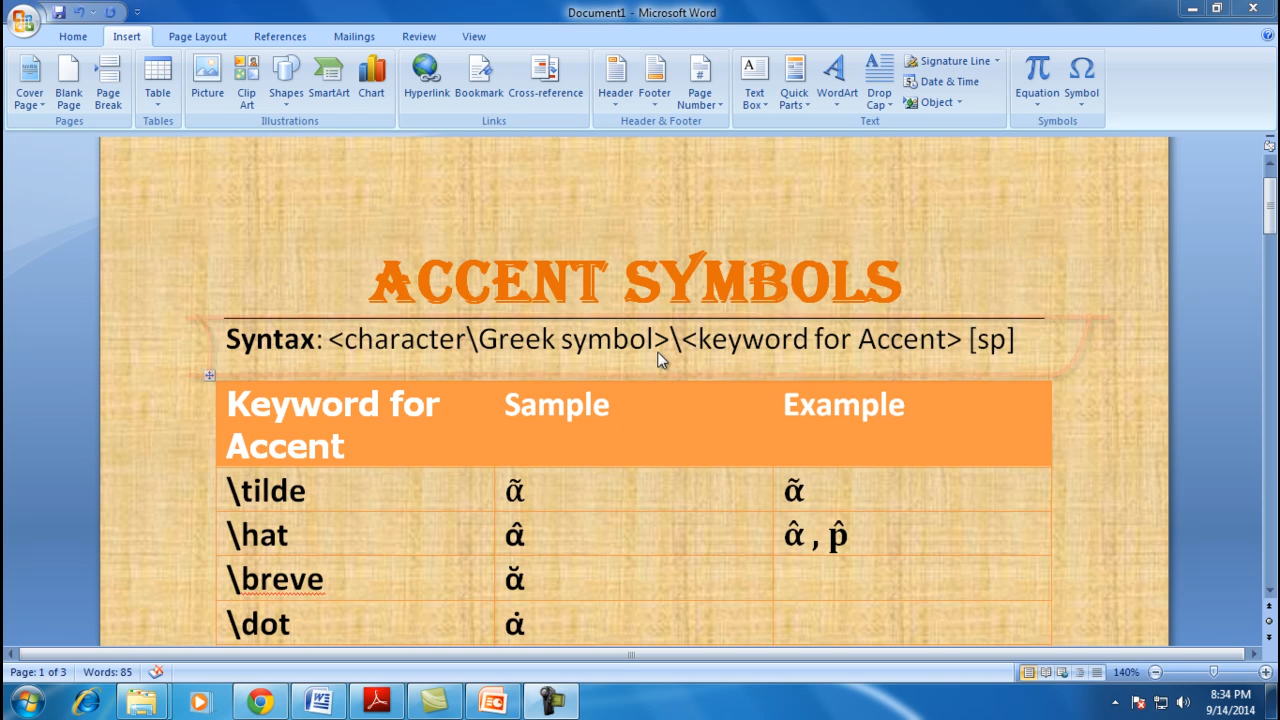 Document1 - Microsoft Word
Home Insert Page Layout References Mailings Review View
Cover Page Blank Page Page Break Table Picture Clip Art Shapes SmartArt Chart Hyperlink Bookmark Cross-reference Header Footer Page Number Text Box Quick Parts WordArt Drop Cap Signature Line Date & Time Object Equation Symbol
Pages Tables Illustrations Links Header & Footer Text Symbols
ACCENT SYMBOLS
Syntax: <character\Greek symbol>\<keyword for Accent> [sp]
Keyword for Accent Sample Example
\tilde α̃ α̃
\hat α̂ α̂ , p̂
\breve ᾰ
\dot α̇
Page: 1 of 3 Words: 85 140%
8:34 PM
9/14/2014